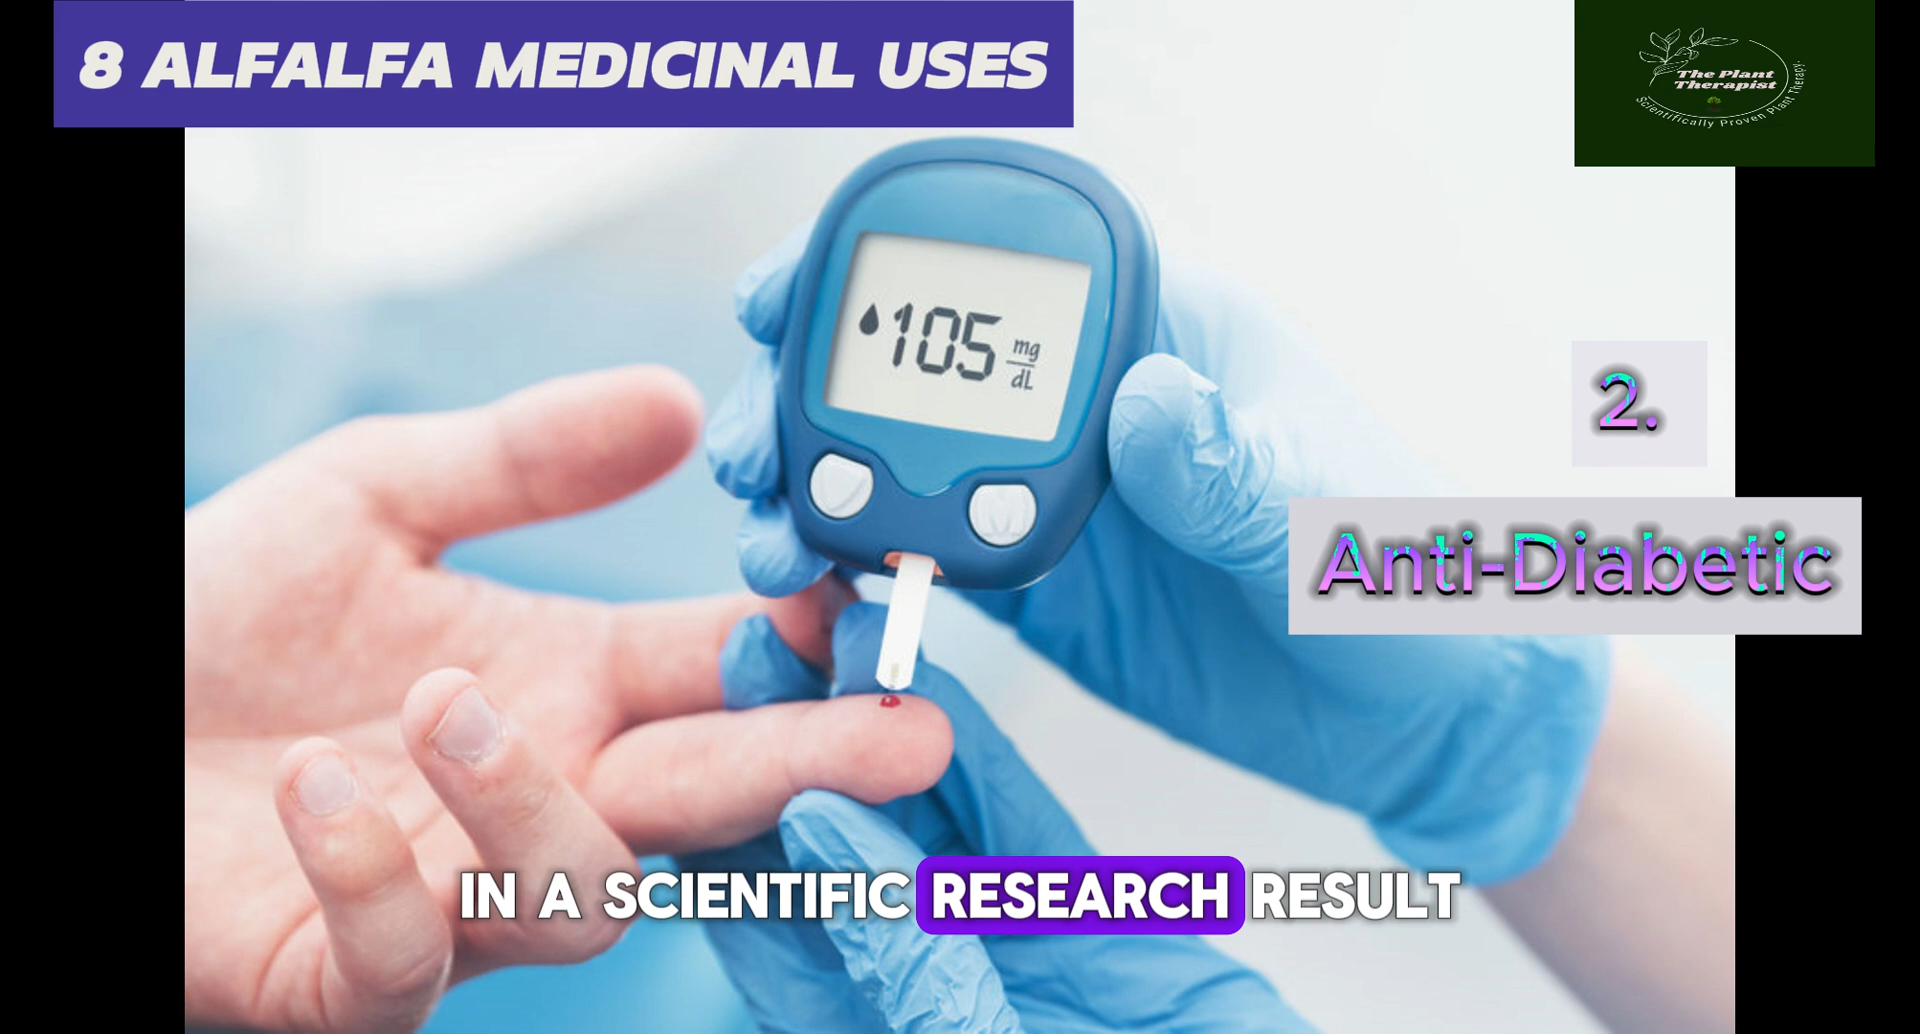 8 ALFALFA MEDICINAL USES
The Plant
Therapist
Scientifically Proven Plant Therapy.
105 mg
dL
2.
Anti-Diabetic
IN A SCIENTIFIC RESEARCH RESULT